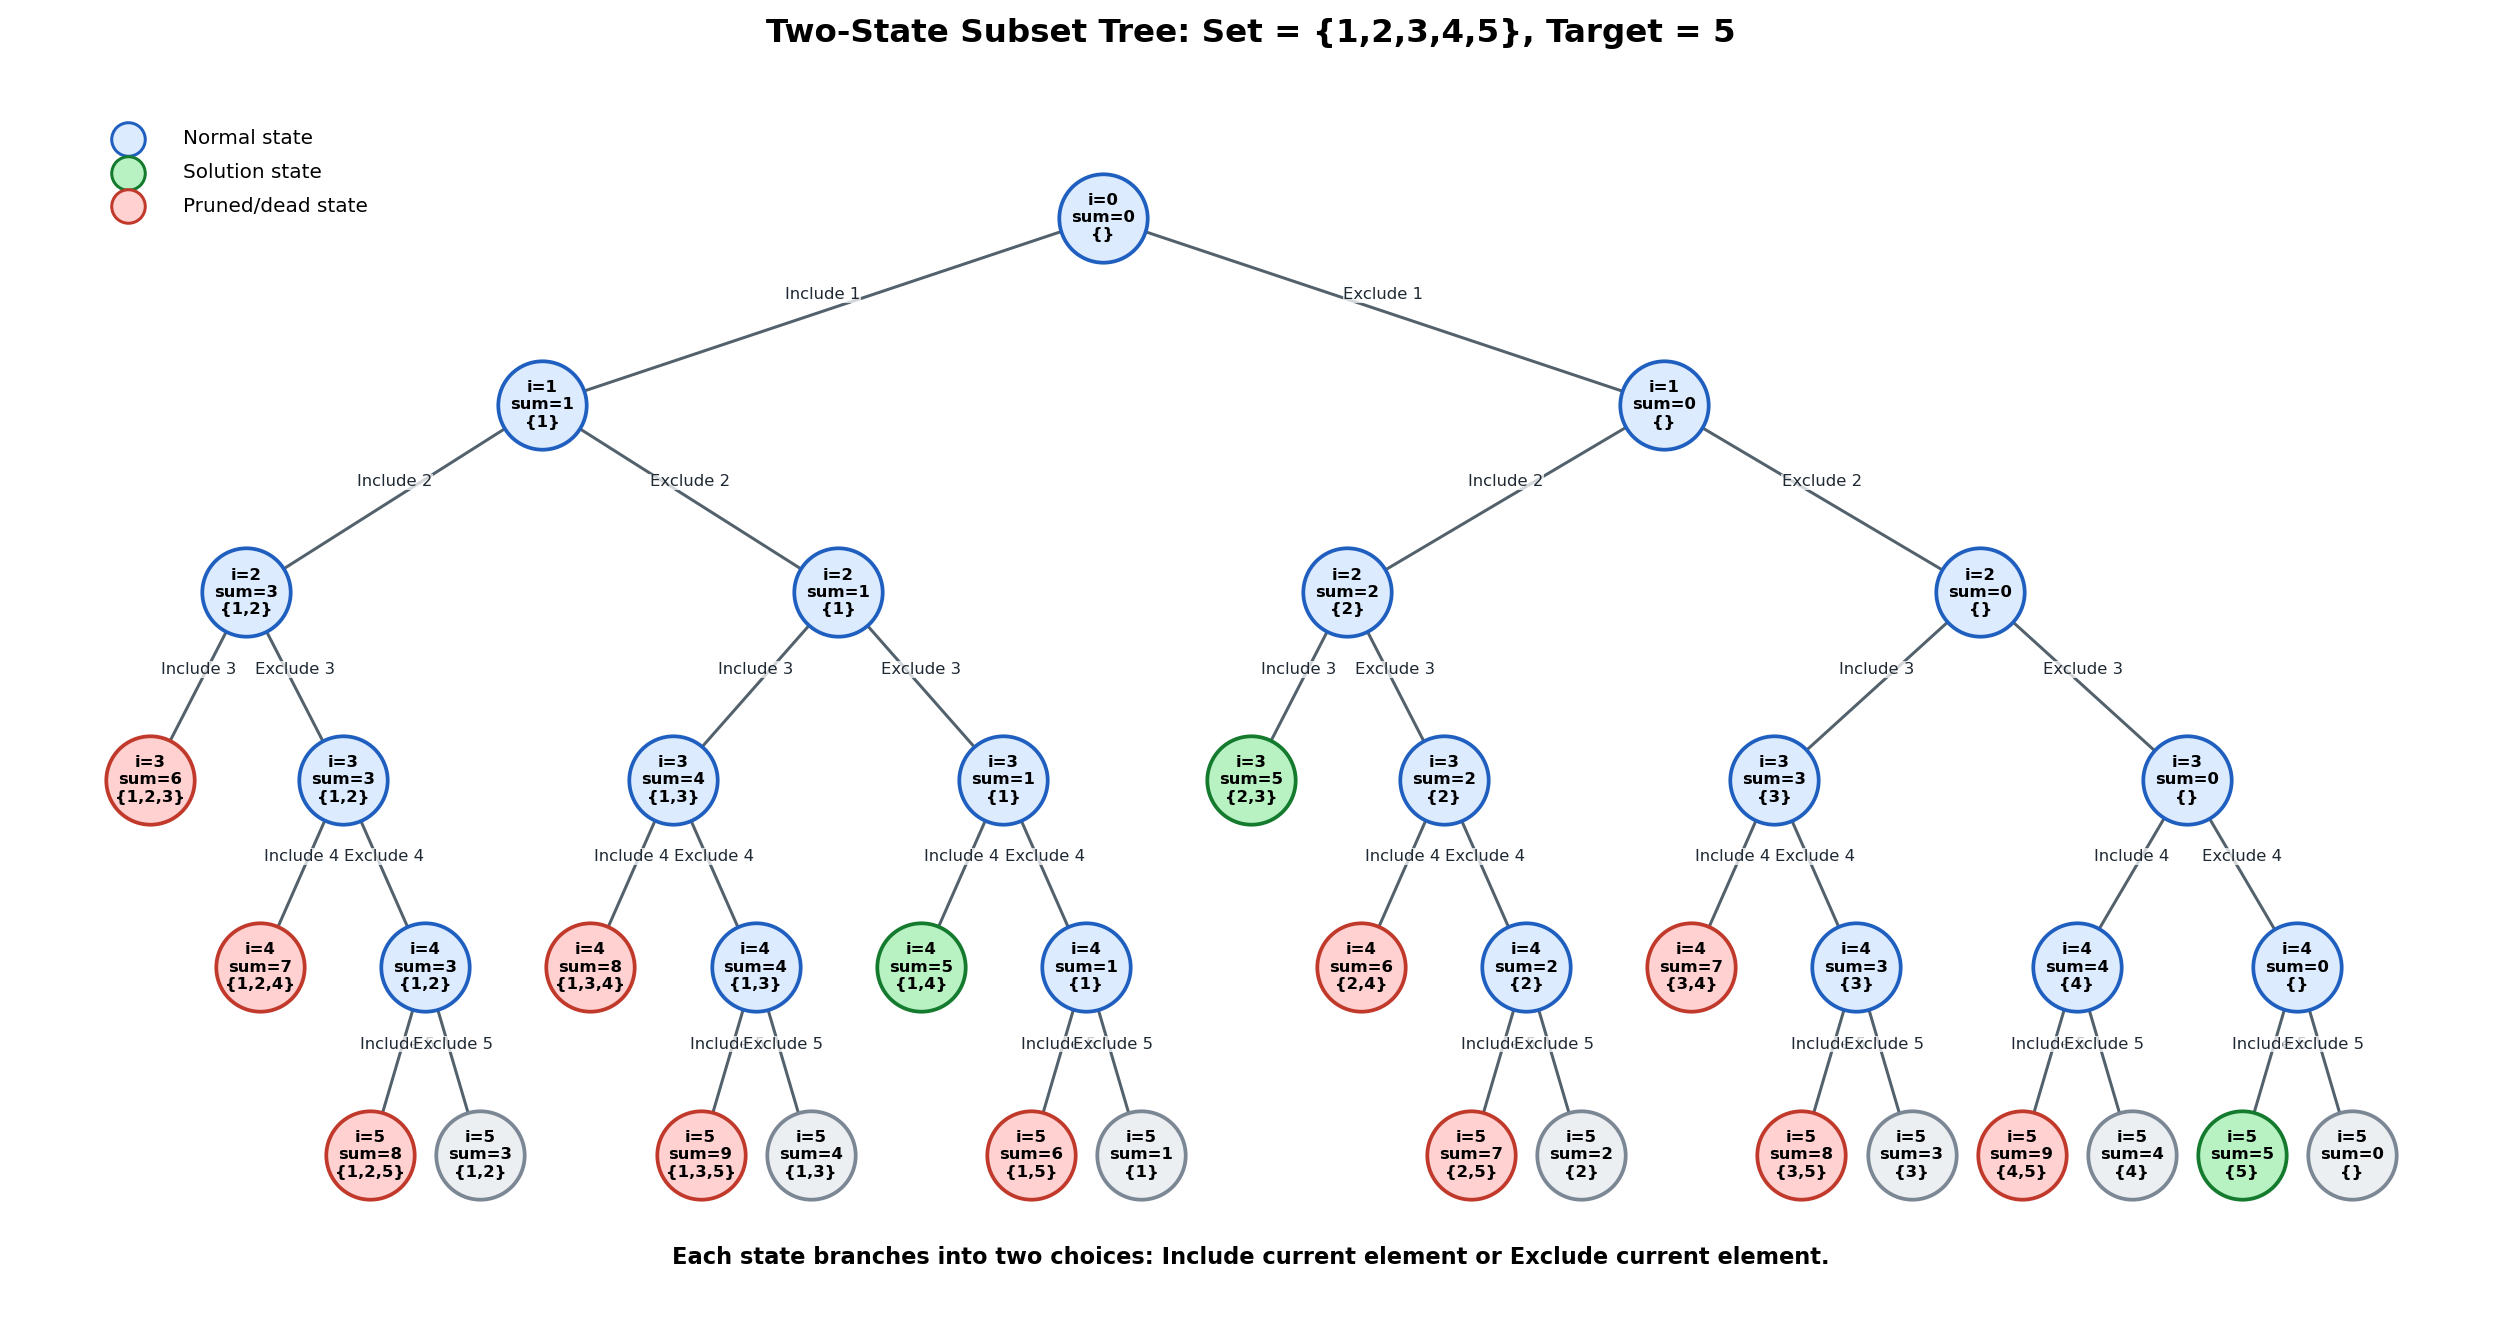 Two-State Subset Tree: Set = {1,2,3,4,5}, Target = 5
Normal state
Solution state
Pruned/dead state
i=0
sum=0
{}
Include 1
Exclude 1
i=1
sum=1
{1}
i=1
sum=0
{}
Include 2
Exclude 2
Include 2
Exclude 2
i=2
sum=3
{1,2}
i=2
sum=1
{1}
i=2
sum=2
{2}
i=2
sum=0
{}
Include 3
Exclude 3
Include 3
Exclude 3
Include 3
Exclude 3
Include 3
Exclude 3
i=3
sum=6
{1,2,3}
i=3
sum=3
{1,2}
i=3
sum=4
{1,3}
i=3
sum=1
{1}
i=3
sum=5
{2,3}
i=3
sum=2
{2}
i=3
sum=3
{3}
i=3
sum=0
{}
Include 4
Exclude 4
Include 4
Exclude 4
Include 4
Exclude 4
Include 4
Exclude 4
Include 4
Exclude 4
Include 4
Exclude 4
i=4
sum=7
{1,2,4}
i=4
sum=3
{1,2}
i=4
sum=8
{1,3,4}
i=4
sum=4
{1,3}
i=4
sum=5
{1,4}
i=4
sum=1
{1}
i=4
sum=6
{2,4}
i=4
sum=2
{2}
i=4
sum=7
{3,4}
i=4
sum=3
{3}
i=4
sum=4
{4}
i=4
sum=0
{}
Include
Exclude 5
Include
Exclude 5
Include
Exclude 5
Include
Exclude 5
Include
Exclude 5
Include
Exclude 5
Include
Exclude 5
i=5
sum=8
{1,2,5}
i=5
sum=3
{1,2}
i=5
sum=9
{1,3,5}
i=5
sum=4
{1,3}
i=5
sum=6
{1,5}
i=5
sum=1
{1}
i=5
sum=7
{2,5}
i=5
sum=2
{2}
i=5
sum=8
{3,5}
i=5
sum=3
{3}
i=5
sum=9
{4,5}
i=5
sum=4
{4}
i=5
sum=5
{5}
i=5
sum=0
{}
Each state branches into two choices: Include current element or Exclude current element.